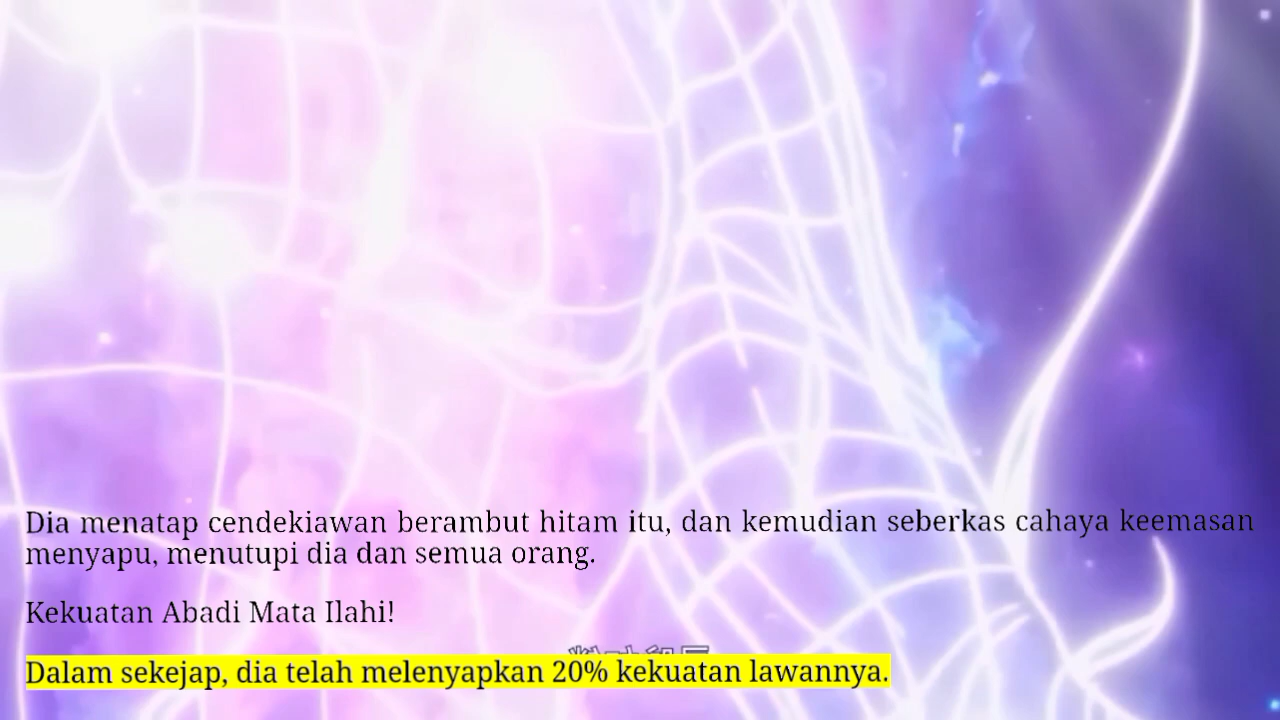 Dia menatap cendekiawan berambut hitam itu, dan kemudian seberkas cahaya keemasan
menyapu, menutupi dia dan semua orang.
Kekuatan Abadi Mata Ilahi!
Dalam sekejap, dia telah melenyapkan 20% kekuatan lawannya.